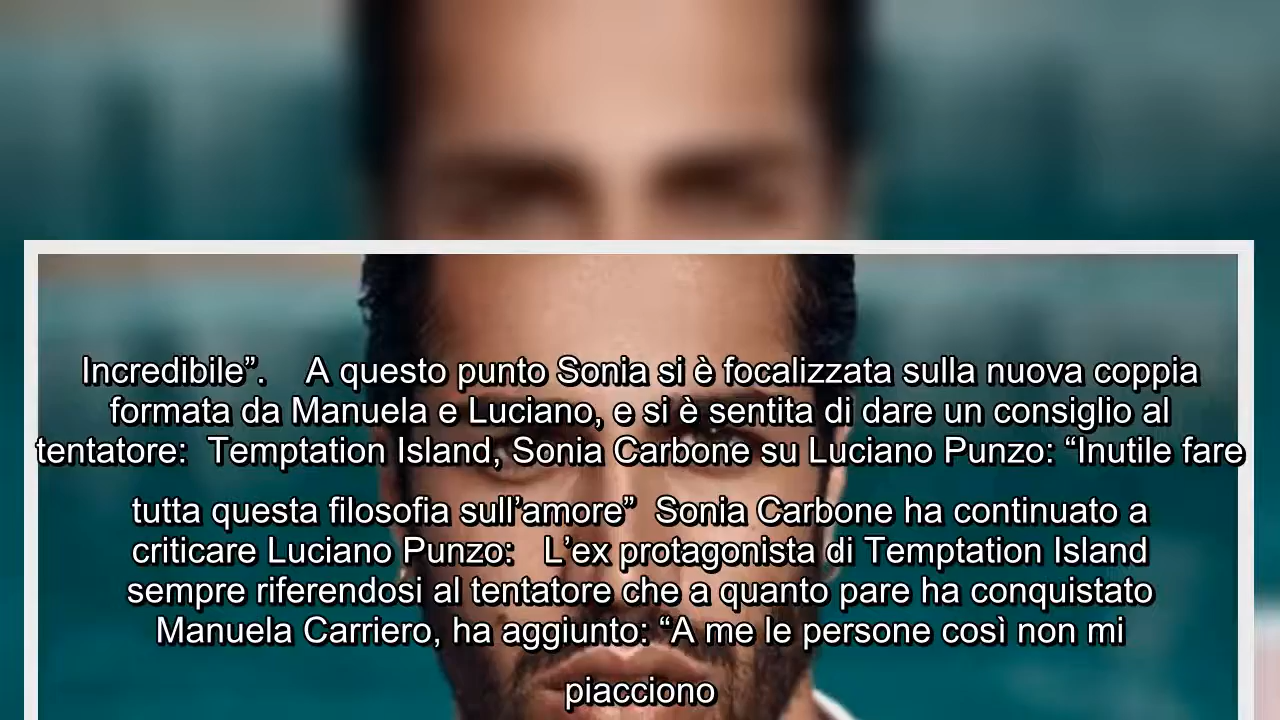 Incredibile”. A questo punto Sonia si è focalizzata sulla nuova coppia
formata da Manuela e Luciano, e si è sentita di dare un consiglio al
tentatore: Temptation Island, Sonia Carbone su Luciano Punzo: “Inutile fare
tutta questa filosofia sull’amore” Sonia Carbone ha continuato a
criticare Luciano Punzo: L’ex protagonista di Temptation Island
sempre riferendosi al tentatore che a quanto pare ha conquistato
Manuela Carriero, ha aggiunto: “A me le persone così non mi
piacciono